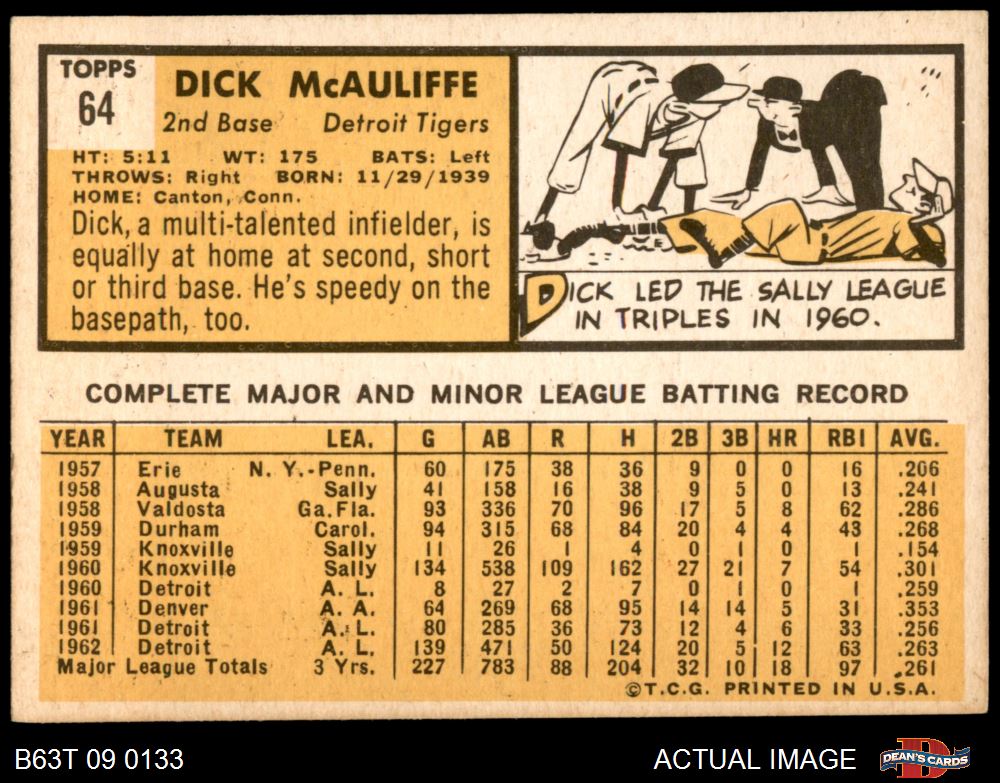 TOPPS
64
DICK McAULIFFE
2nd Base Detroit Tigers
HT: 5:11 WT: 175 BATS: Left
THROWS: Right BORN: 11/29/1939
HOME: Canton, Conn.
Dick, a multi-talented infielder, is
equally at home at second, short
or third base. He's speedy on the
basepath, too.
DICK LED THE SALLY LEAGUE
IN TRIPLES IN 1960.
COMPLETE MAJOR AND MINOR LEAGUE BATTING RECORD
YEAR TEAM LEA. G AB R H 2B 3B HR RBI AVG.
1957 Erie N. Y.-Penn. 60 175 38 36 9 0 0 16 .206
1958 Augusta Sally 41 158 16 38 9 5 0 13 .241
1958 Valdosta Ga.Fla. 93 336 70 96 17 5 8 62 .286
1959 Durham Carol. 94 315 68 84 20 4 4 43 .268
1959 Knoxville Sally 11 26 1 4 0 1 0 1 .154
1960 Knoxville Sally 134 538 109 162 27 21 7 54 .301
1960 Detroit A. L. 8 27 2 7 0 1 0 1 .259
1961 Denver A. A. 64 269 68 95 14 14 5 31 .353
1961 Detroit A. L. 80 285 36 73 12 4 6 33 .256
1962 Detroit A. L. 139 471 50 124 20 5 12 63 .263
Major League Totals 3 Yrs. 227 783 88 204 32 10 18 97 .261
©T.C.G. PRINTED IN U.S.A.
B63T 09 0133 ACTUAL IMAGE DEAN'S CARDS